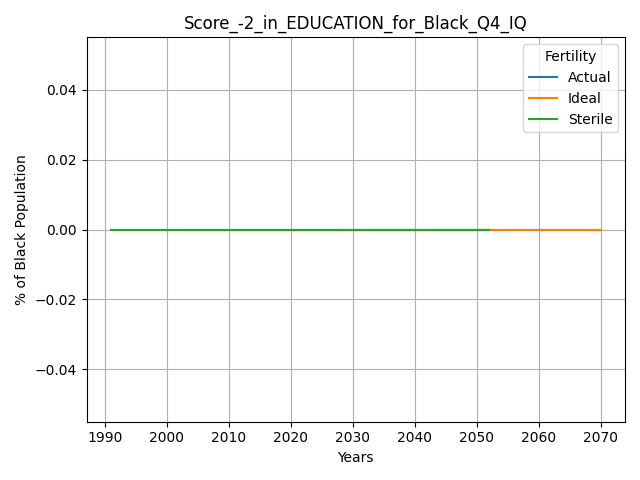 Score_-2_in_EDUCATION_for_Black_Q4_IQ
Fertility
Actual
Ideal
Sterile
% of Black Population
0.04
0.02
0.00
−0.02
−0.04
1990 2000 2010 2020 2030 2040 2050 2060 2070
Years